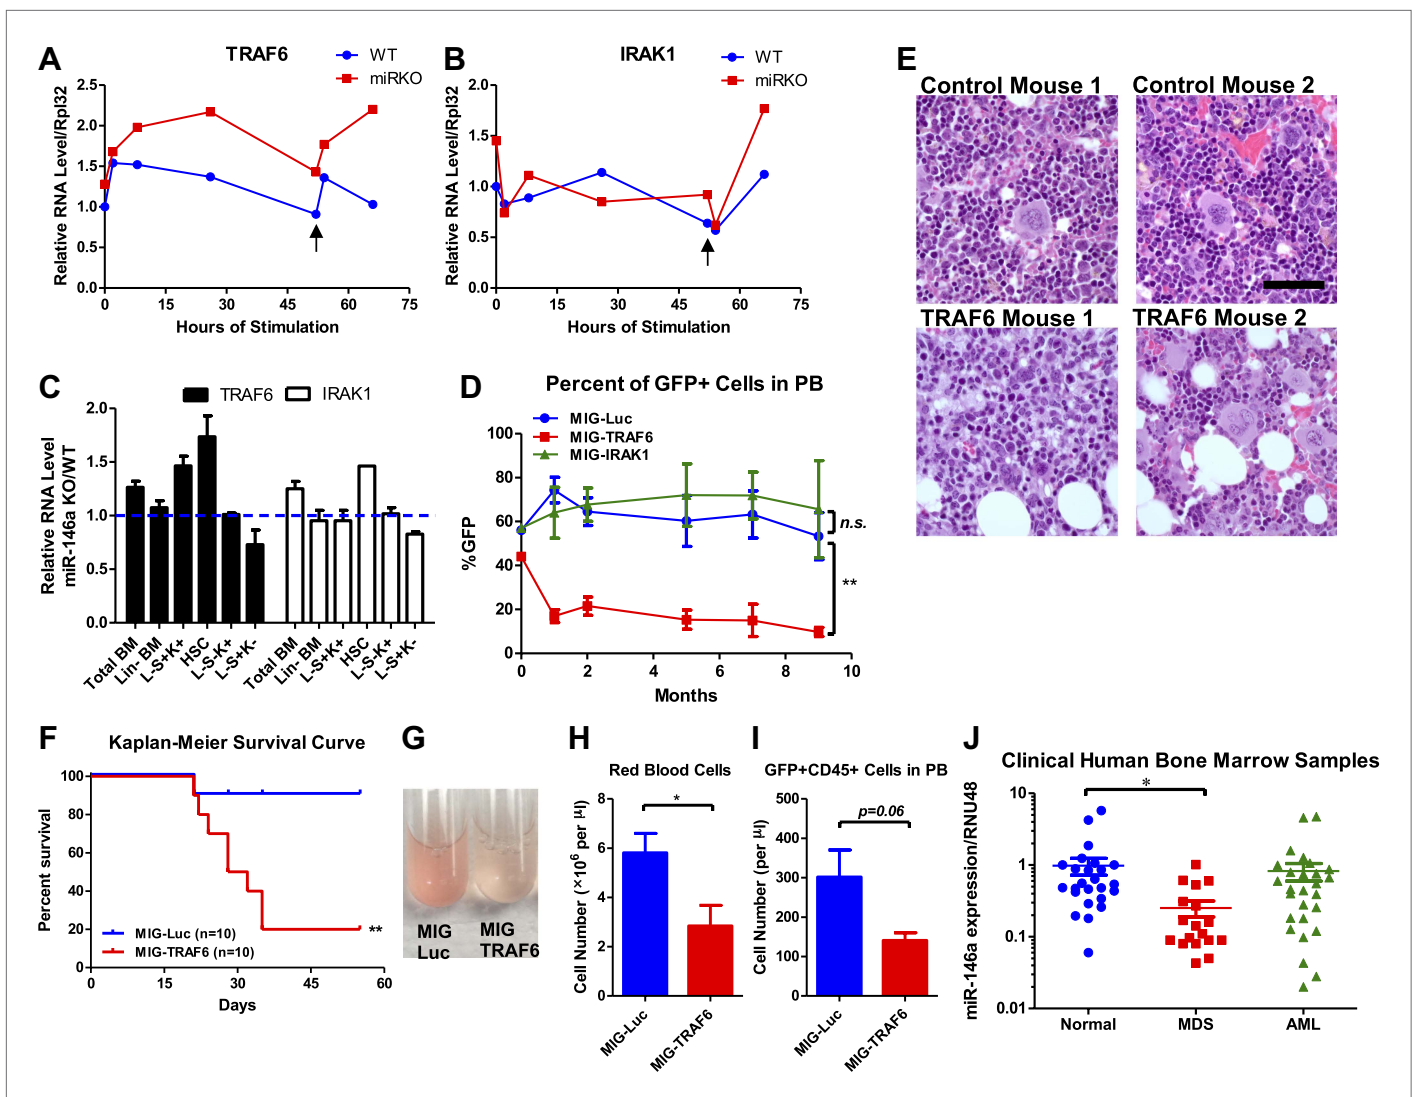 A
TRAF6
WT
miRKO
Relative RNA Level/Rpl32
2.5
2.0
1.5
1.0
0.5
0.0
0 15 30 45 60 75
Hours of Stimulation
B
IRAK1
WT
miRKO
Relative RNA Level/Rpl32
2.0
1.5
1.0
0.5
0.0
0 15 30 45 60 75
Hours of Stimulation
E
Control Mouse 1
Control Mouse 2
TRAF6 Mouse 1
TRAF6 Mouse 2
C
TRAF6 IRAK1
Relative RNA Level
miR-146a KO/WT
2.0
1.5
1.0
0.5
0.0
Total BM Lin- BM L-S+K+ HSC L-S-K+ L-S+K- Total BM Lin- BM L-S+K+ HSC L-S-K+ L-S+K-
D
Percent of GFP+ Cells in PB
MIG-Luc
MIG-TRAF6
MIG-IRAK1
%GFP
100
80
60
40
20
0
0 2 4 6 8 10
Months
n.s.
**
F
Kaplan-Meier Survival Curve
Percent survival
100
80
60
40
20
0
MIG-Luc (n=10)
MIG-TRAF6 (n=10)
**
0 15 30 45 60
Days
G
MIG
Luc
MIG
TRAF6
H
Red Blood Cells
Cell Number (×10⁶ per µl)
8
6
4
2
0
*
MIG-Luc MIG-TRAF6
I
GFP+CD45+ Cells in PB
Cell Number (per µl)
500
400
300
200
100
0
p=0.06
MIG-Luc MIG-TRAF6
J
Clinical Human Bone Marrow Samples
miR-146a expression/RNU48
10
1
0.1
0.01
*
Normal MDS AML